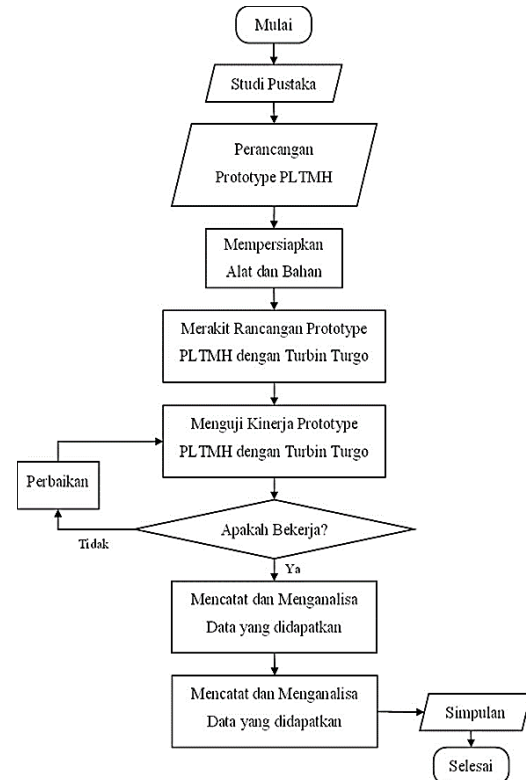 Mulai
Studi Pustaka
Perancangan
Prototype PLTMH
Mempersiapkan
Alat dan Bahan
Merakit Rancangan Prototype
PLTMH dengan Turbin Turgo
Menguji Kinerja Prototype
PLTMH dengan Turbin Turgo
Perbaikan
Apakah Bekerja?
Tidak
Ya
Mencatat dan Menganalisa
Data yang didapatkan
Mencatat dan Menganalisa
Data yang didapatkan
Simpulan
Selesai